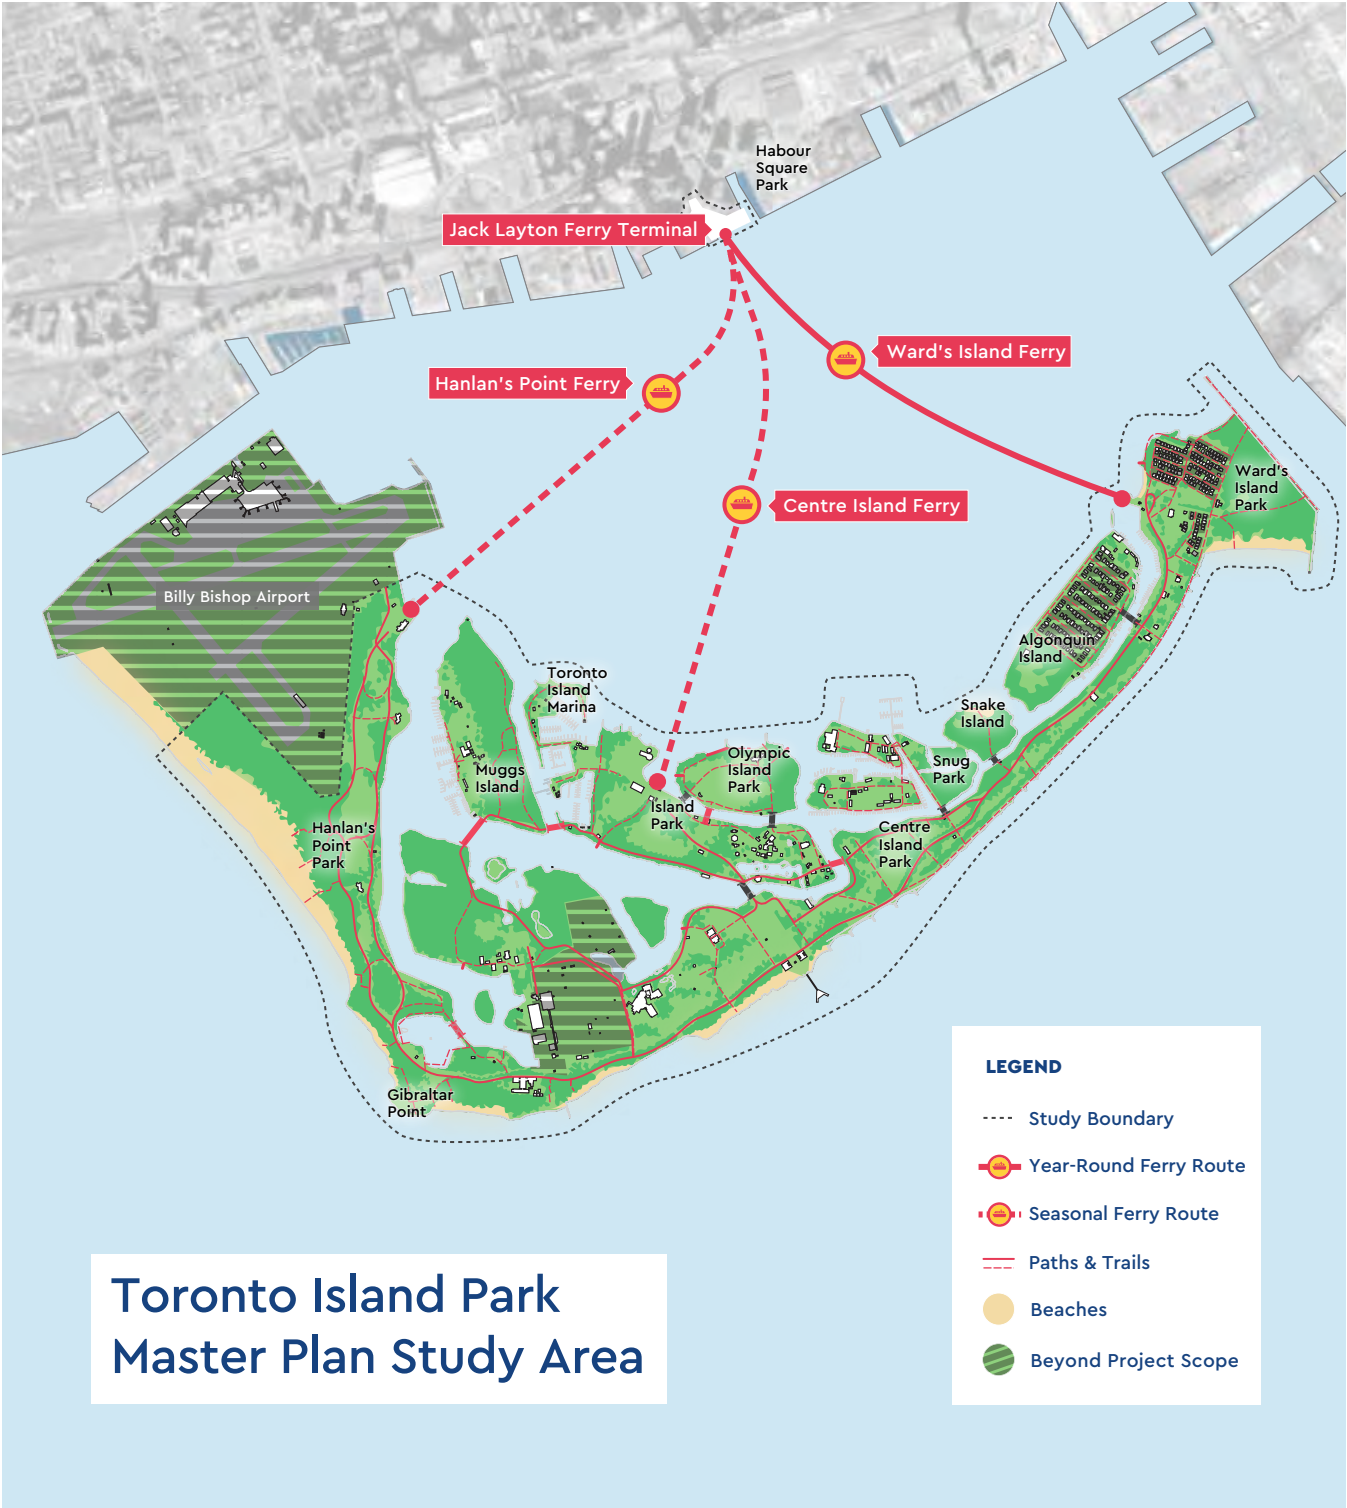 Habour
Square
Park
Jack Layton Ferry Terminal
Ward's Island Ferry
Hanlan's Point Ferry
Centre Island Ferry
Ward's
Island
Park
Billy Bishop Airport
Algonquin
Island
Toronto
Island
Marina
Snake
Island
Olympic
Island
Park
Snug
Park
Muggs
Island
Island
Park
Hanlan's
Point
Park
Centre
Island
Park
Gibraltar
Point
LEGEND
Study Boundary
Year-Round Ferry Route
Seasonal Ferry Route
Paths & Trails
Beaches
Beyond Project Scope
Toronto Island Park
Master Plan Study Area